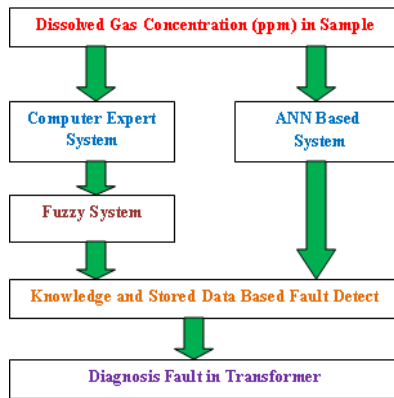 Dissolved Gas Concentration (ppm) in Sample
Computer Expert
System
ANN Based
System
Fuzzy System
Knowledge and Stored Data Based Fault Detect
Diagnosis Fault in Transformer